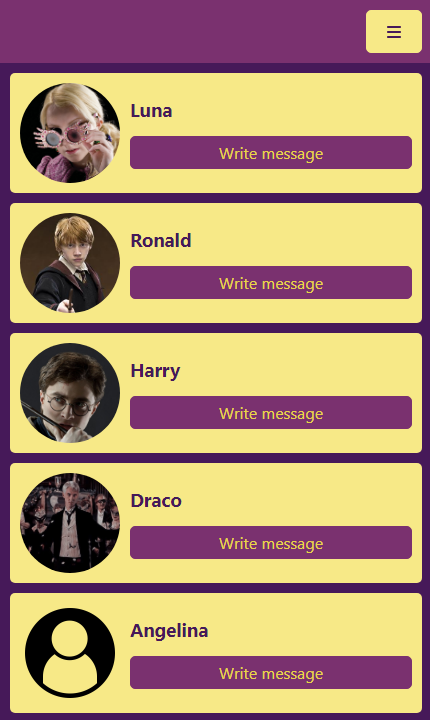 Luna
Write message
Ronald
Write message
Harry
Write message
Draco
Write message
Angelina
Write message